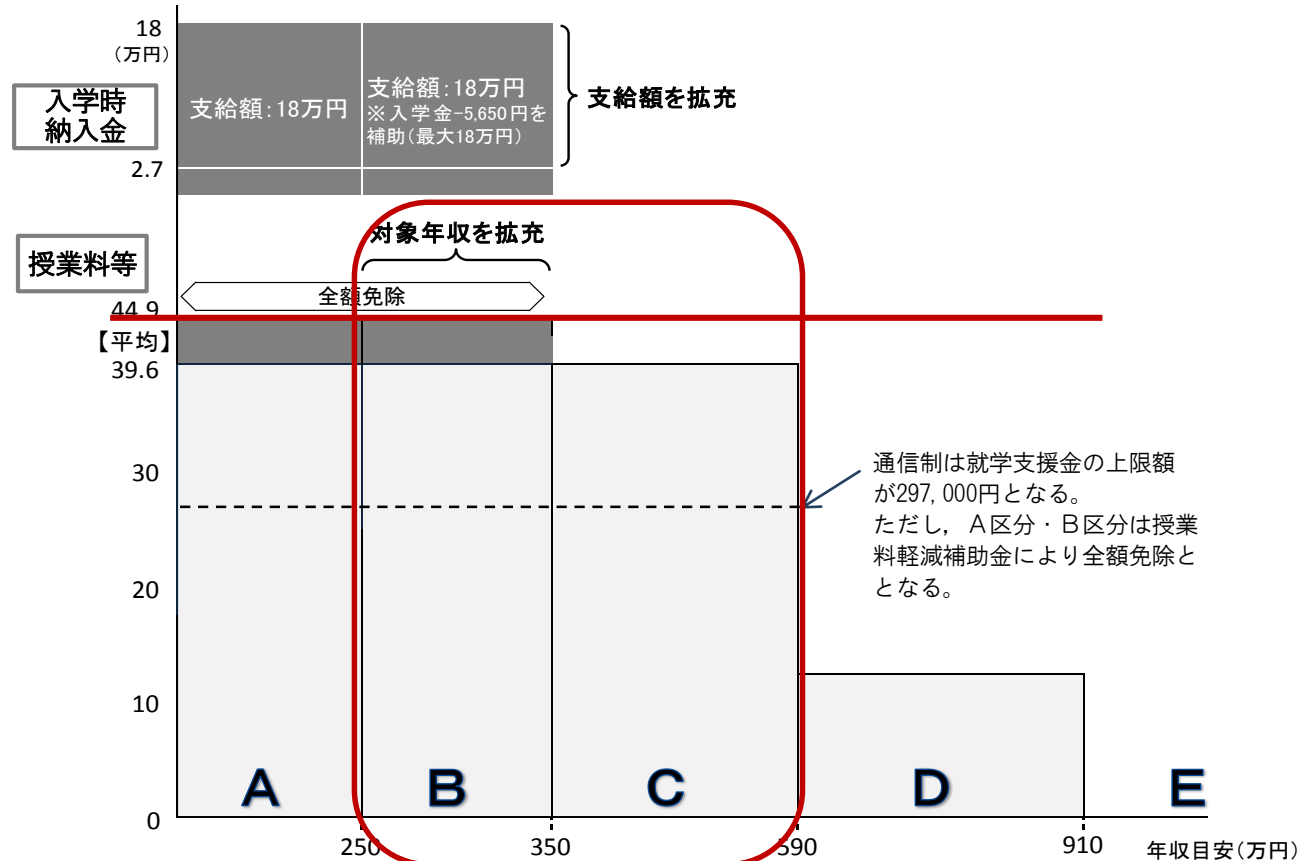 18
(万円)
入学時
納入金
支給額:18万円
支給額:18万円
※入学金-5,650円を
補助(最大18万円)
支給額を拡充
2.7
対象年収を拡充
授業料等
全額免除
44.9
【平均】
39.6
30
通信制は就学支援金の上限額
が297,000円となる。
ただし，Ａ区分・Ｂ区分は授業
料軽減補助金により全額免除と
となる。
20
10
A
B
C
D
E
0
250
350
590
910
年収目安(万円)